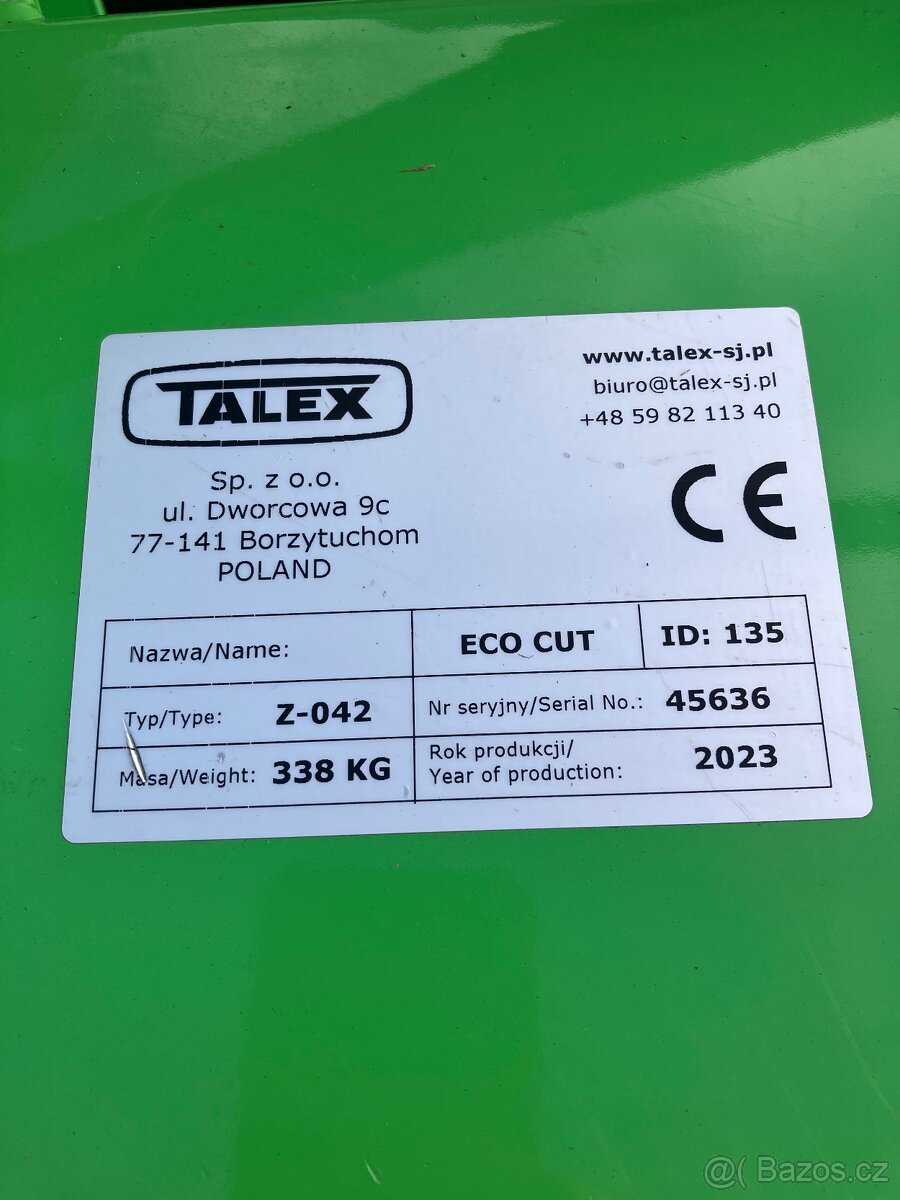 TALEX
Sp. z o.o.
ul. Dworcowa 9c
77-141 Borzytuchom
POLAND
www.talex-sj.pl
biuro@talex-sj.pl
+48 59 82 113 40
CE
Nazwa/Name: ECO CUT ID: 135
Typ/Type: Z-042 Nr seryjny/Serial No.: 45636
Masa/Weight: 338 KG Rok produkcji/
Year of production: 2023
@( Bazos.cz